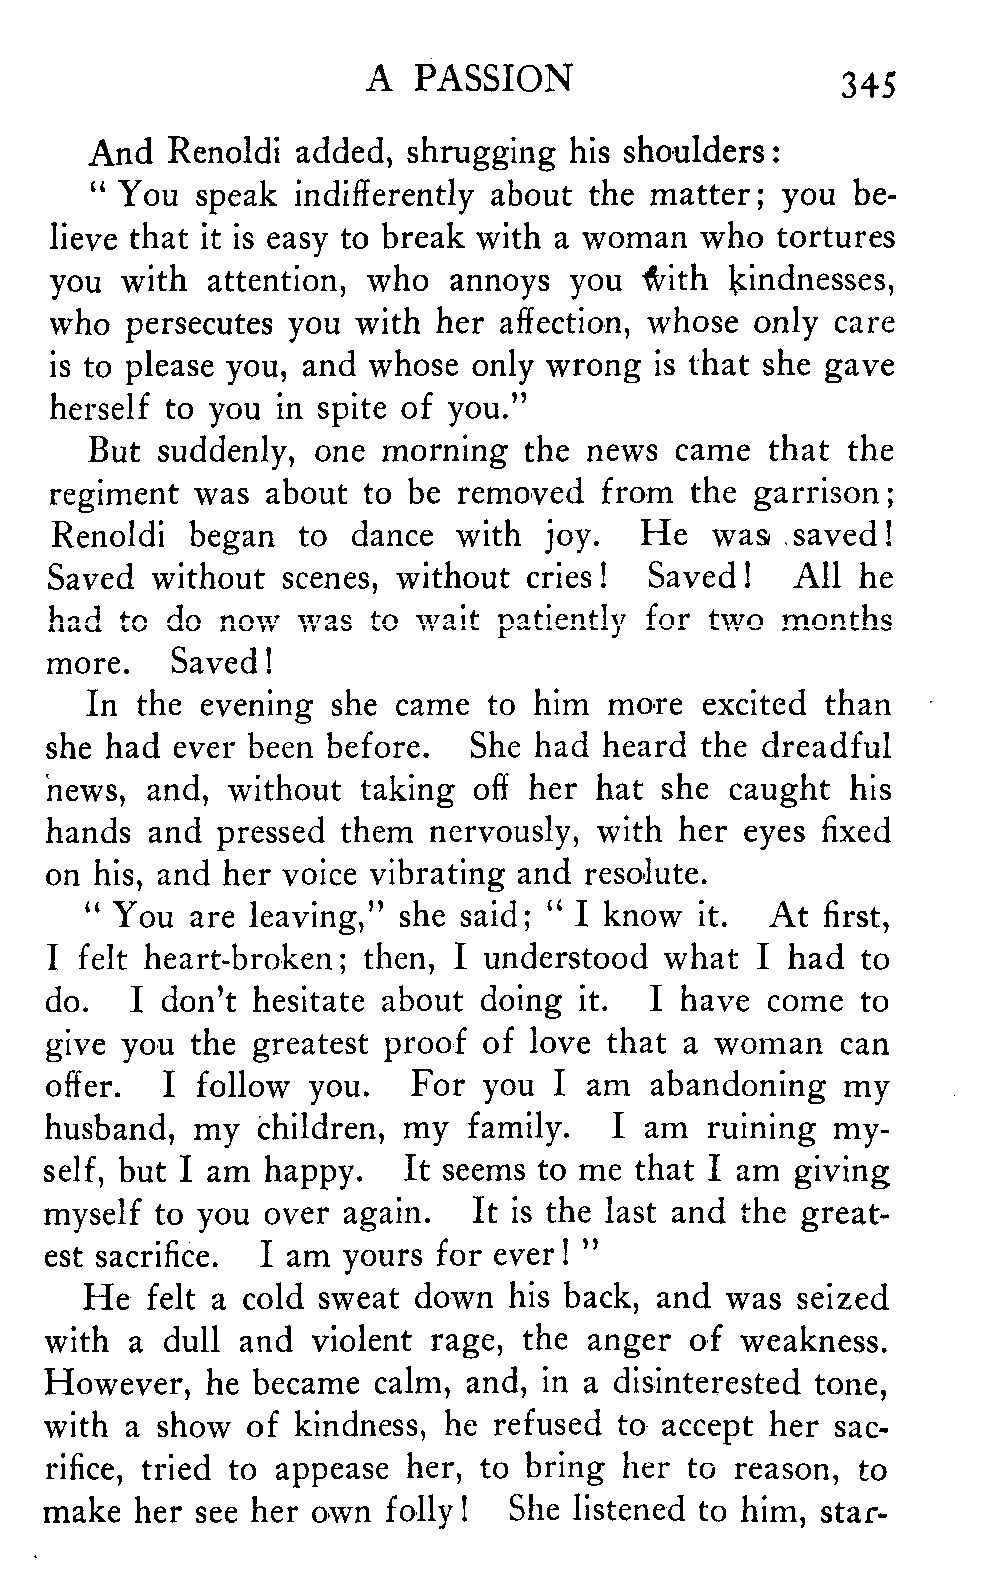 A PASSION 345
And Renoldi added, shrugging his shoulders:
“ You speak indifferently about the matter; you be-
lieve that it is easy to break with a woman who tortures
you with attention, who annoys you with kindnesses,
who persecutes you with her affection, whose only care
is to please you, and whose only wrong is that she gave
herself to you in spite of you.”
But suddenly, one morning the news came that the
regiment was about to be removed from the garrison;
Renoldi began to dance with joy. He was saved!
Saved without scenes, without cries! Saved! All he
had to do now was to wait patiently for two months
more. Saved!
In the evening she came to him more excited than
she had ever been before. She had heard the dreadful
news, and, without taking off her hat she caught his
hands and pressed them nervously, with her eyes fixed
on his, and her voice vibrating and resolute.
“ You are leaving,” she said; “ I know it. At first,
I felt heart-broken; then, I understood what I had to
do. I don't hesitate about doing it. I have come to
give you the greatest proof of love that a woman can
offer. I follow you. For you I am abandoning my
husband, my children, my family. I am ruining my-
self, but I am happy. It seems to me that I am giving
myself to you over again. It is the last and the great-
est sacrifice. I am yours for ever! ”
He felt a cold sweat down his back, and was seized
with a dull and violent rage, the anger of weakness.
However, he became calm, and, in a disinterested tone,
with a show of kindness, he refused to accept her sac-
rifice, tried to appease her, to bring her to reason, to
make her see her own folly! She listened to him, star-